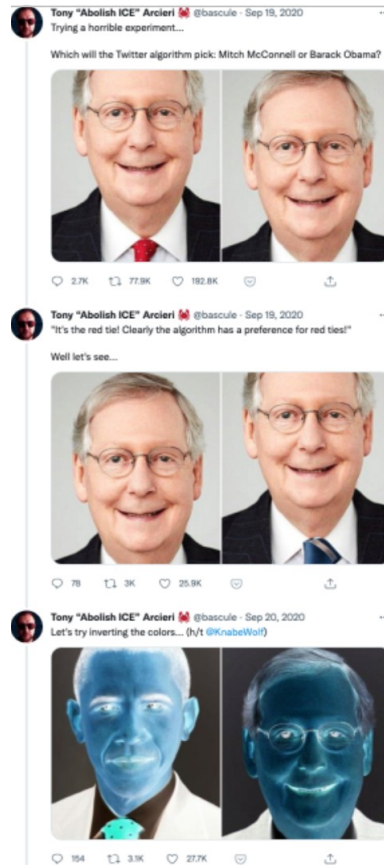 Tony "Abolish ICE" Arcieri 🦀 @bascule · Sep 19, 2020
Trying a horrible experiment...
Which will the Twitter algorithm pick: Mitch McConnell or Barack Obama?
2.7K 77.9K 192.8K
Tony "Abolish ICE" Arcieri 🦀 @bascule · Sep 19, 2020
"It's the red tie! Clearly the algorithm has a preference for red ties!"
Well let's see...
78 3K 25.9K
Tony "Abolish ICE" Arcieri 🦀 @bascule · Sep 20, 2020
Let's try inverting the colors... (h/t @KnabeWolf)
154 3.1K 27.7K